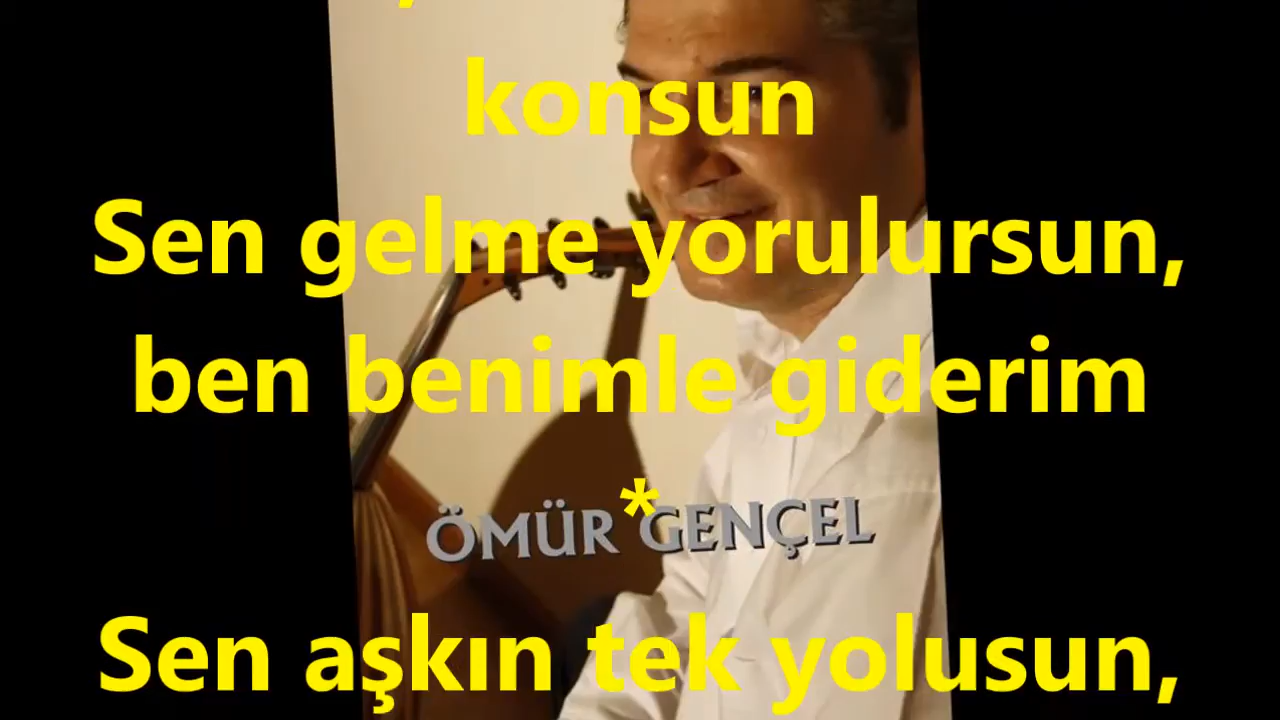 konsun
Sen gelme yorulursun,
ben benimle giderim
*
ÖMÜR GENÇEL
Sen aşkın tek yolusun,